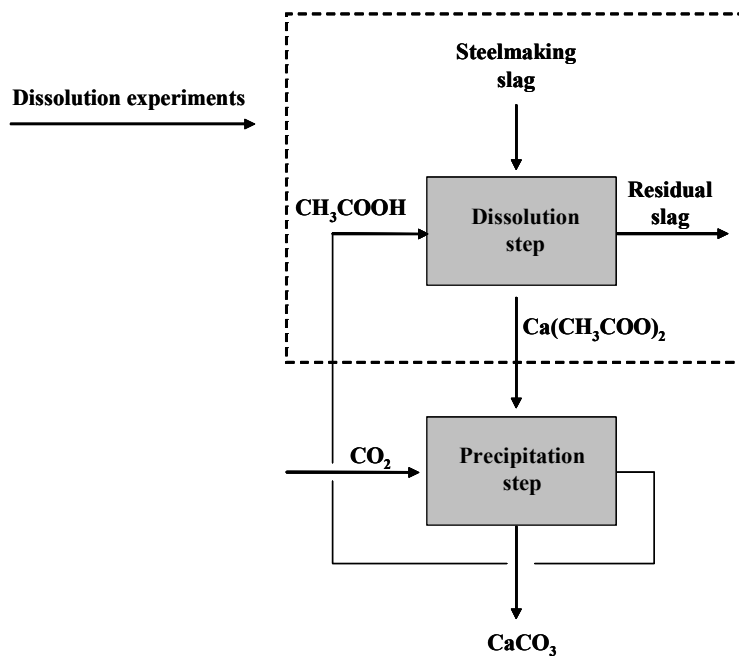 Steelmaking
slag
Dissolution experiments
CH₃COOH
Dissolution
step
Residual
slag
Ca(CH₃COO)₂
CO₂
Precipitation
step
CaCO₃